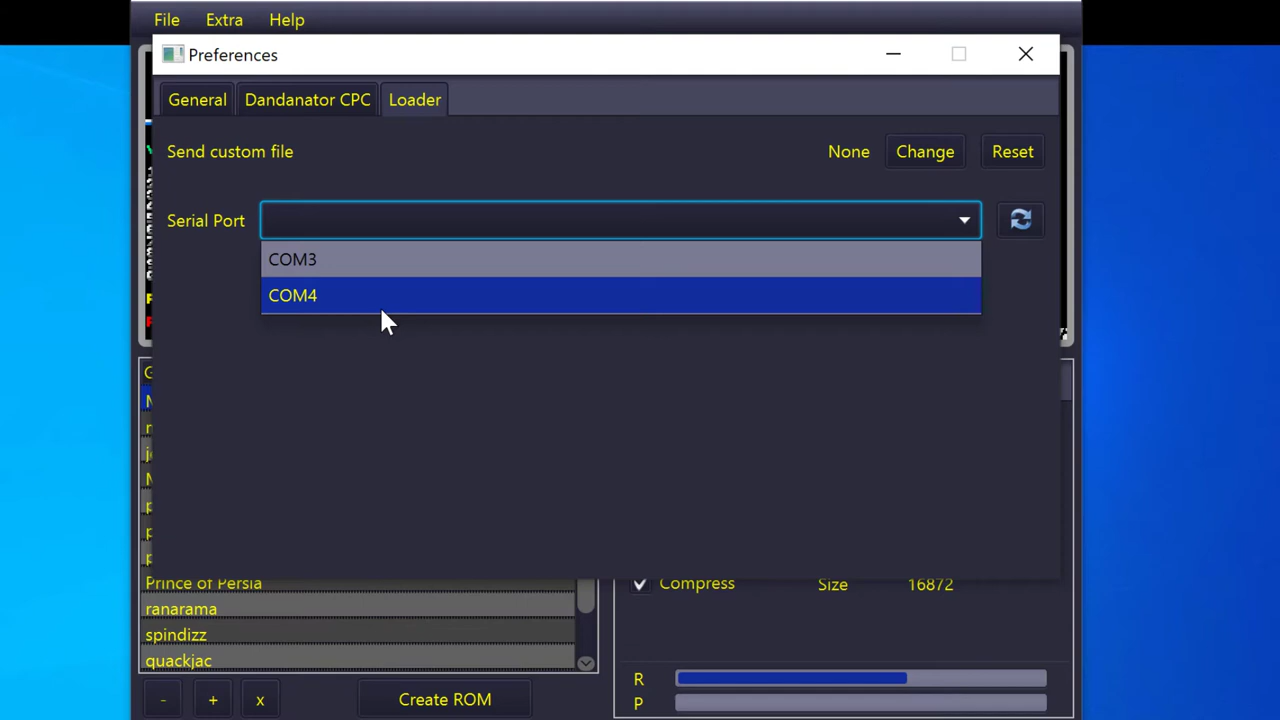 File Extra Help
Preferences
General Dandanator CPC Loader
Send custom file None Change Reset
Serial Port
COM3
COM4
Prince of Persia
Compress Size 16872
ranarama
spindizz
quackjac
R
- + x Create ROM
P